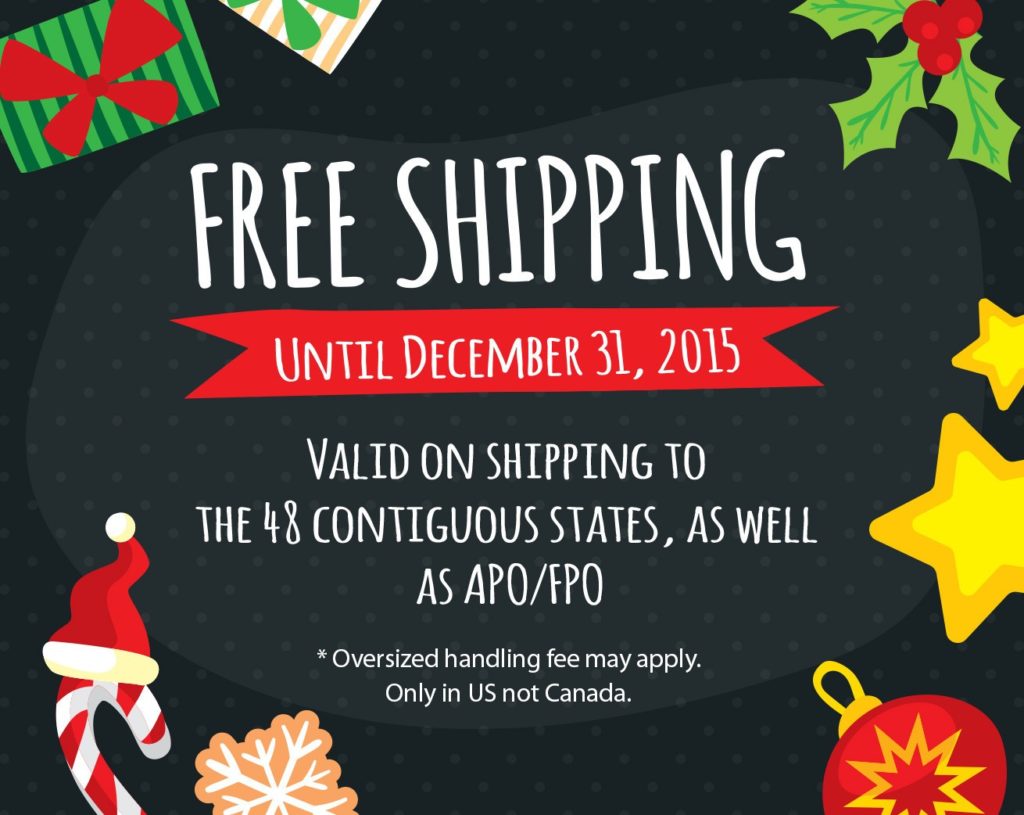 FREE SHIPPING
UNTIL DECEMBER 31, 2015
VALID ON SHIPPING TO
THE 48 CONTIGUOUS STATES, AS WELL
AS APO/FPO
* Oversized handling fee may apply.
Only in US not Canada.